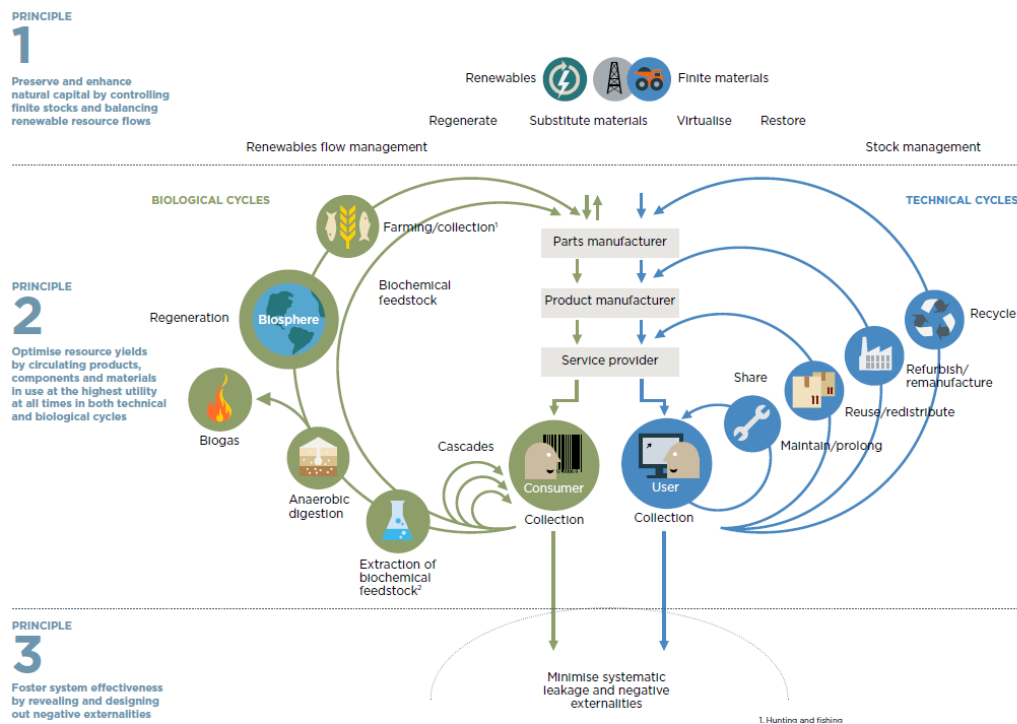 PRINCIPLE
1
Preserve and enhance
natural capital by controlling
finite stocks and balancing
renewable resource flows
Renewables
Finite materials
Regenerate
Substitute materials
Virtualise
Restore
Renewables flow management
Stock management
PRINCIPLE
2
Optimise resource yields
by circulating products,
components and materials
in use at the highest utility
at all times in both technical
and biological cycles
BIOLOGICAL CYCLES
TECHNICAL CYCLES
Farming/collection¹
Parts manufacturer
Biochemical
feedstock
Product manufacturer
Regeneration
Biosphere
Recycle
Service provider
Refurbish/
remanufacture
Share
Reuse/redistribute
Biogas
Cascades
Maintain/prolong
Consumer
User
Anaerobic
digestion
Collection
Collection
Extraction of
biochemical
feedstock²
PRINCIPLE
3
Foster system effectiveness
by revealing and designing
out negative externalities
Minimise systematic
leakage and negative
externalities
1. Hunting and fishing